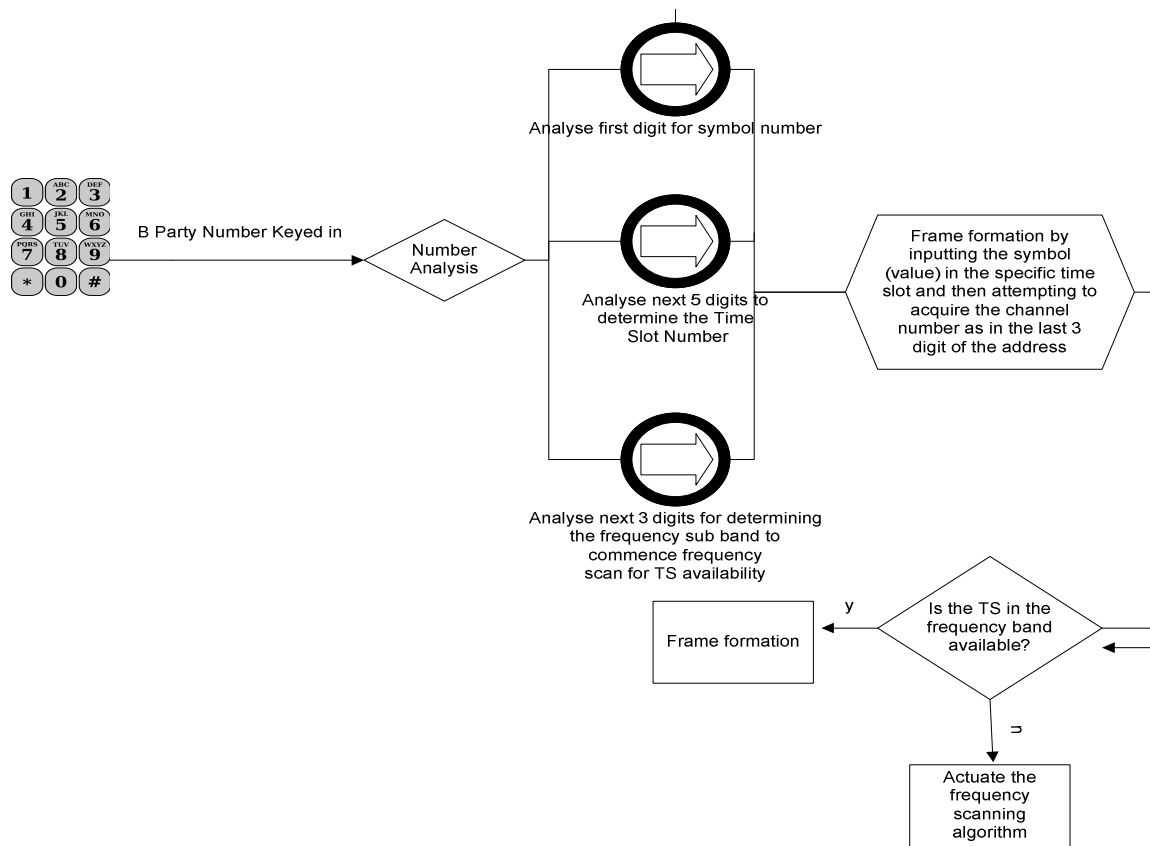 Analyse first digit for symbol number
1 ABC 2 DEF 3
GHI 4 JKL 5 MNO 6
PQRS 7 TUV 8 WXYZ 9
* 0 #
B Party Number Keyed in
Number
Analysis
Analyse next 5 digits to
determine the Time
Slot Number
Frame formation by
inputting the symbol
(value) in the specific time
slot and then attempting to
acquire the channel
number as in the last 3
digit of the address
Analyse next 3 digits for determining
the frequency sub band to
commence frequency
scan for TS availability
Is the TS in the
frequency band
available?
y
Frame formation
n
Actuate the
frequency
scanning
algorithm